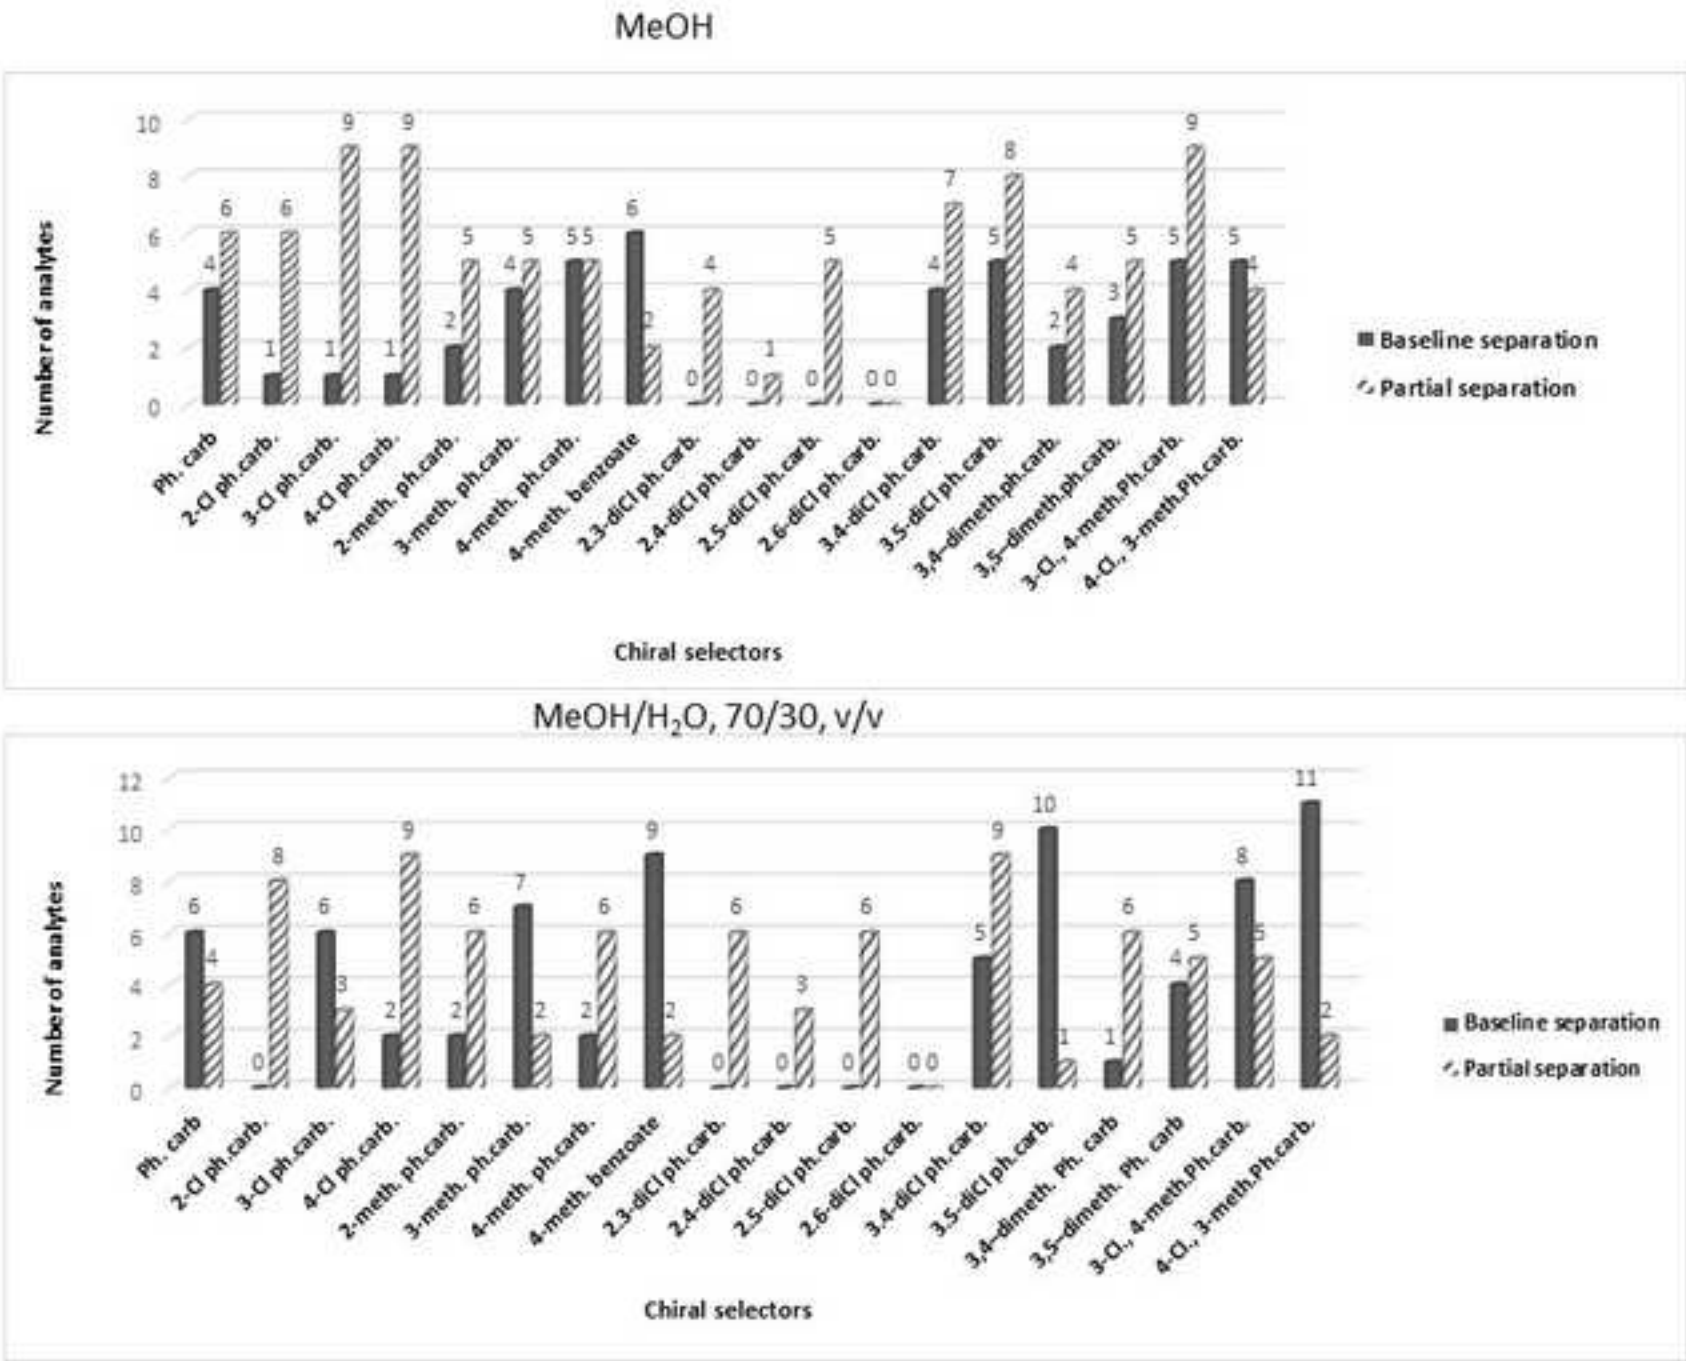 MeOH
Number of analytes
10
8
6
4
2
0
4 6 1 6 1 9 1 9 2 5 4 5 5 5 6 2 0 4 0 1 0 5 0 0 4 7 5 8 2 4 3 5 5 9 5 4
Ph. carb
2-Cl ph.carb.
3-Cl ph.carb.
4-Cl ph.carb.
2-meth. ph.carb.
3-meth. ph.carb.
4-meth. ph.carb.
4-meth. benzoate
2.3-diCl ph.carb.
2.4-diCl ph.carb.
2.5-diCl ph.carb.
2.6-diCl ph.carb.
3.4-diCl ph.carb.
3.5-diCl ph.carb.
3,4-dimeth.ph.carb.
3,5-dimeth.ph.carb.
3-Cl., 4-meth.Ph.carb.
4-Cl., 3-meth.Ph.carb.
Chiral selectors
Baseline separation
Partial separation
MeOH/H₂O, 70/30, v/v
Number of analytes
12
10
8
6
4
2
0
6 4 0 8 6 3 2 9 2 6 7 2 2 6 9 2 0 6 0 3 0 6 0 0 5 9 10 1 1 6 4 5 8 5 11 2
Ph. carb
2-Cl ph.carb.
3-Cl ph.carb.
4-Cl ph.carb.
2-meth. ph.carb.
3-meth. ph.carb.
4-meth. ph.carb.
4-meth. benzoate
2.3-diCl ph.carb.
2.4-diCl ph.carb.
2.5-diCl ph.carb.
2.6-diCl ph.carb.
3.4-diCl ph.carb.
3.5-diCl ph.carb.
3,4-dimeth. Ph. carb
3,5-dimeth. Ph. carb
3-Cl., 4-meth.Ph.carb.
4-Cl., 3-meth.Ph.carb.
Chiral selectors
Baseline separation
Partial separation